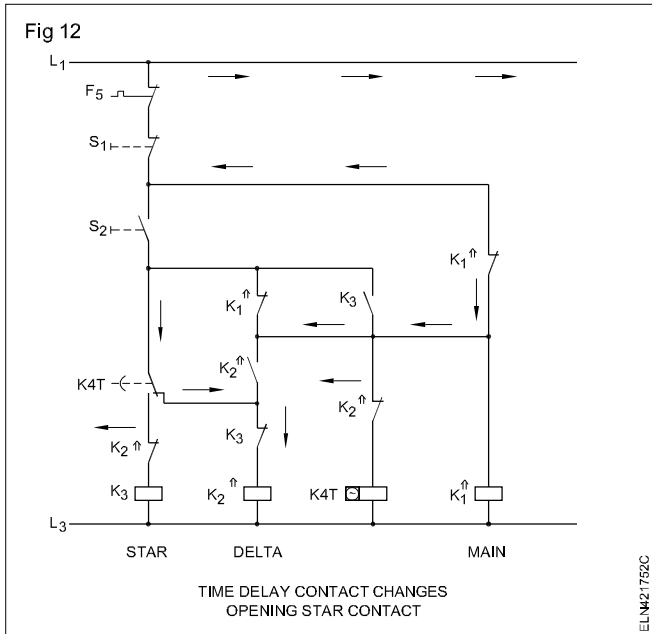 Fig 12
L1
F5
S1
S2
K1
K1
K3
K4T
K2
K2
K2
K3
K3
K2
K4T
K1
L3
STAR
DELTA
MAIN
TIME DELAY CONTACT CHANGES
OPENING STAR CONTACT
ELN421752C